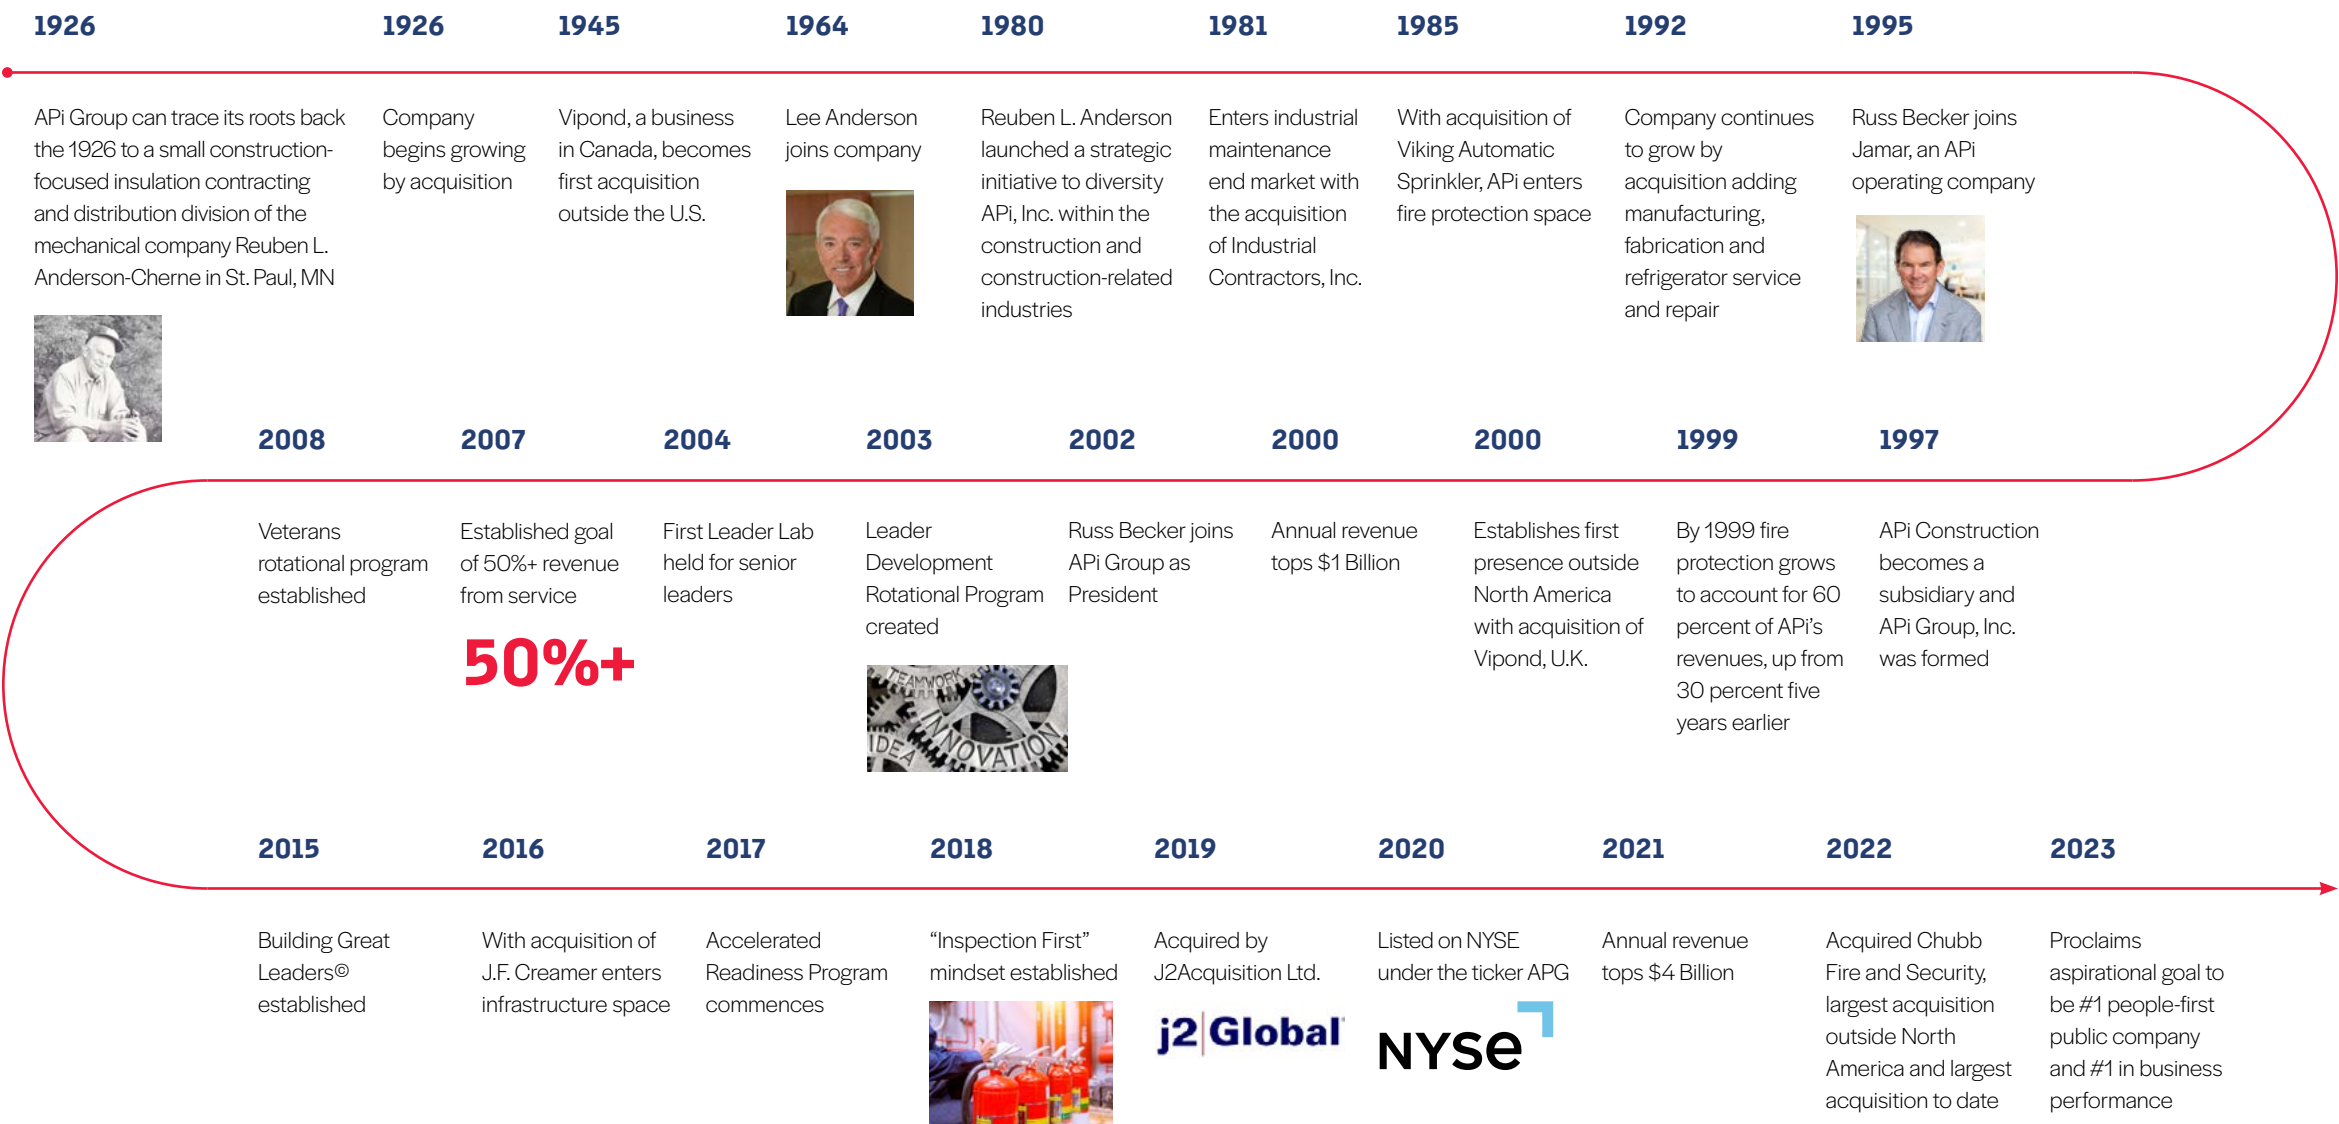 1926
APi Group can trace its roots back
the 1926 to a small construction-
focused insulation contracting
and distribution division of the
mechanical company Reuben L.
Anderson-Cherne in St. Paul, MN
1926
Company
begins growing
by acquisition
1945
Vipond, a business
in Canada, becomes
first acquisition
outside the U.S.
1964
Lee Anderson
joins company
1980
Reuben L. Anderson
launched a strategic
initiative to diversity
APi, Inc. within the
construction and
construction-related
industries
1981
Enters industrial
maintenance
end market with
the acquisition
of Industrial
Contractors, Inc.
1985
With acquisition of
Viking Automatic
Sprinkler, APi enters
fire protection space
1992
Company continues
to grow by
acquisition adding
manufacturing,
fabrication and
refrigerator service
and repair
1995
Russ Becker joins
Jamar, an APi
operating company
1997
APi Construction
becomes a
subsidiary and
APi Group, Inc.
was formed
1999
By 1999 fire
protection grows
to account for 60
percent of APi's
revenues, up from
30 percent five
years earlier
2000
Establishes first
presence outside
North America
with acquisition of
Vipond, U.K.
2000
Annual revenue
tops $1 Billion
2002
Russ Becker joins
APi Group as
President
2003
Leader
Development
Rotational Program
created
TEAMWORK
INNOVATION
IDEA
2004
First Leader Lab
held for senior
leaders
2007
Established goal
of 50%+ revenue
from service
50%+
2008
Veterans
rotational program
established
2015
Building Great
Leaders©
established
2016
With acquisition of
J.F. Creamer enters
infrastructure space
2017
Accelerated
Readiness Program
commences
2018
“Inspection First”
mindset established
2019
Acquired by
J2Acquisition Ltd.
j2 Global
2020
Listed on NYSE
under the ticker APG
NYSE
2021
Annual revenue
tops $4 Billion
2022
Acquired Chubb
Fire and Security,
largest acquisition
outside North
America and largest
acquisition to date
2023
Proclaims
aspirational goal to
be #1 people-first
public company
and #1 in business
performance